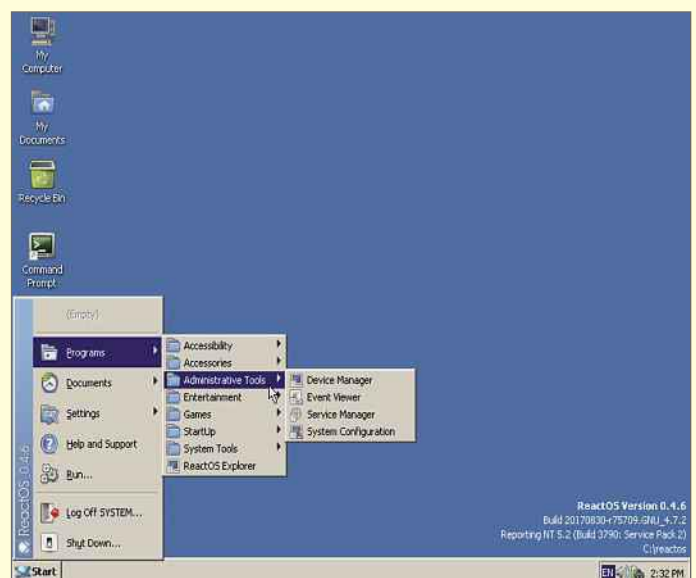 My
Computer
My
Documents
Recycle Bin
Command
Prompt
(Empty)
Programs
Documents
Settings
Help and Support
Run...
Log Off SYSTEM...
Shut Down...
ReactOS 0.4.6
Accessibility
Accessories
Administrative Tools
Entertainment
Games
StartUp
System Tools
ReactOS Explorer
Device Manager
Event Viewer
Service Manager
System Configuration
ReactOS Version 0.4.6
Build 20170830-r75709.GNU_4.7.2
Reporting NT 5.2 (Build 3790: Service Pack 2)
C:\reactos
Start
EN
2:32 PM